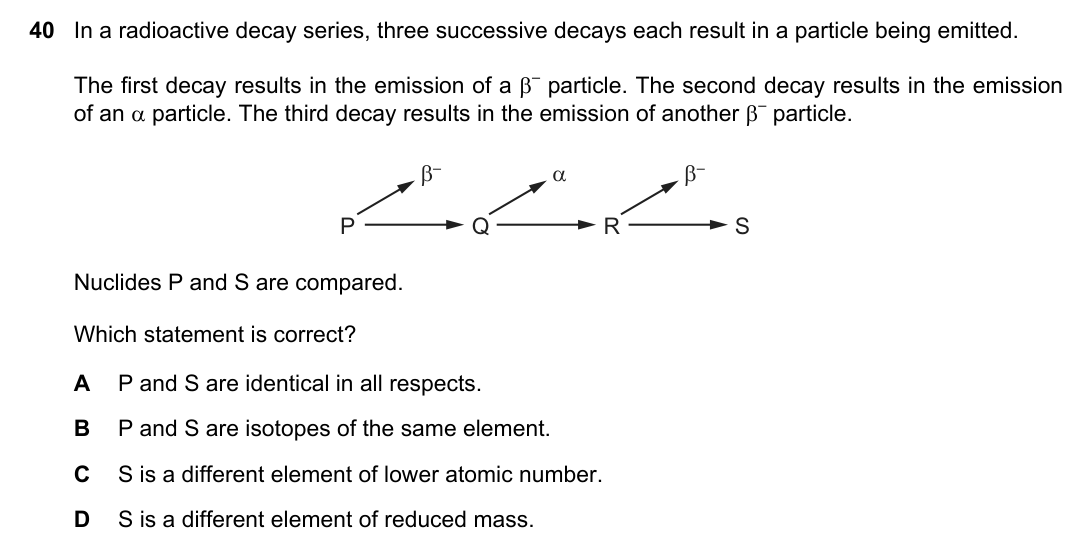 40 In a radioactive decay series, three successive decays each result in a particle being emitted.
The first decay results in the emission of a β⁻ particle. The second decay results in the emission
of an α particle. The third decay results in the emission of another β⁻ particle.
β⁻ α β⁻
P Q R S
Nuclides P and S are compared.
Which statement is correct?
A P and S are identical in all respects.
B P and S are isotopes of the same element.
C S is a different element of lower atomic number.
D S is a different element of reduced mass.